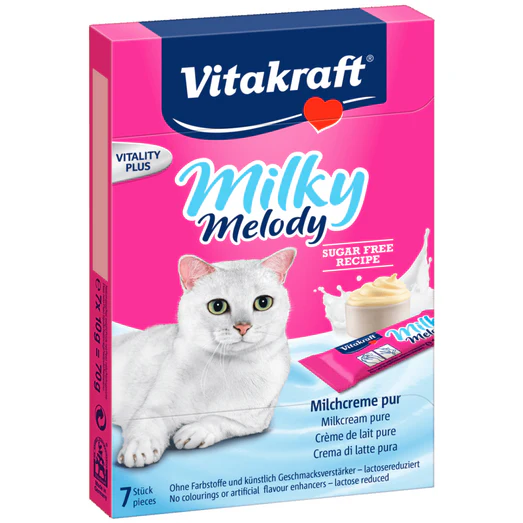 Vitakraft®
VITALITY
PLUS
Milky
Melody
SUGAR FREE
RECIPE
Vitakraft
Milky
Melod
Milchcreme pur
Milkcream pure
Crème de lait pure
Crema di latte pura
7 Stück
pieces
Ohne Farbstoffe und künstlich Geschmacksverstärker – lactosereduziert
No colourings or artificial flavour enhancers – lactose reduced
℮ 7x 10g = 70g